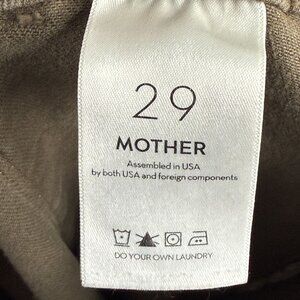 29
MOTHER
Assembled in USA
by both USA and foreign components
DO YOUR OWN LAUNDRY